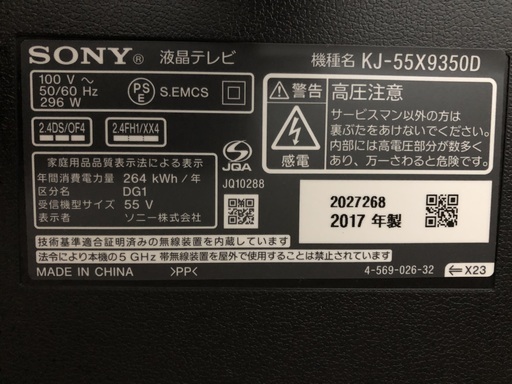 SONY® 液晶テレビ 機種名 KJ-55X9350D
100 V ～
50/60 Hz
296 W
PS
E
S.EMCS
2.4DS/OF4
2.4FH1/XX4
家庭用品品質表示法による表示
年間消費電力量 264 kWh／年
区分名 DG1
受信機型サイズ 55 V
表示者 ソニー株式会社
JQA
JQ10288
警告
感電
高圧注意
サービスマン以外の方は
裏ぶたをあけないでください。
内部には高電圧部分が数多く
あり、万一さわると危険です。
2027268
2017 年製
技術基準適合証明済みの無線装置を内蔵しています
法令により本機の5 GHz 帯無線装置を屋外で使用することは禁止されています
MADE IN CHINA >PP<
4-569-026-32
X23